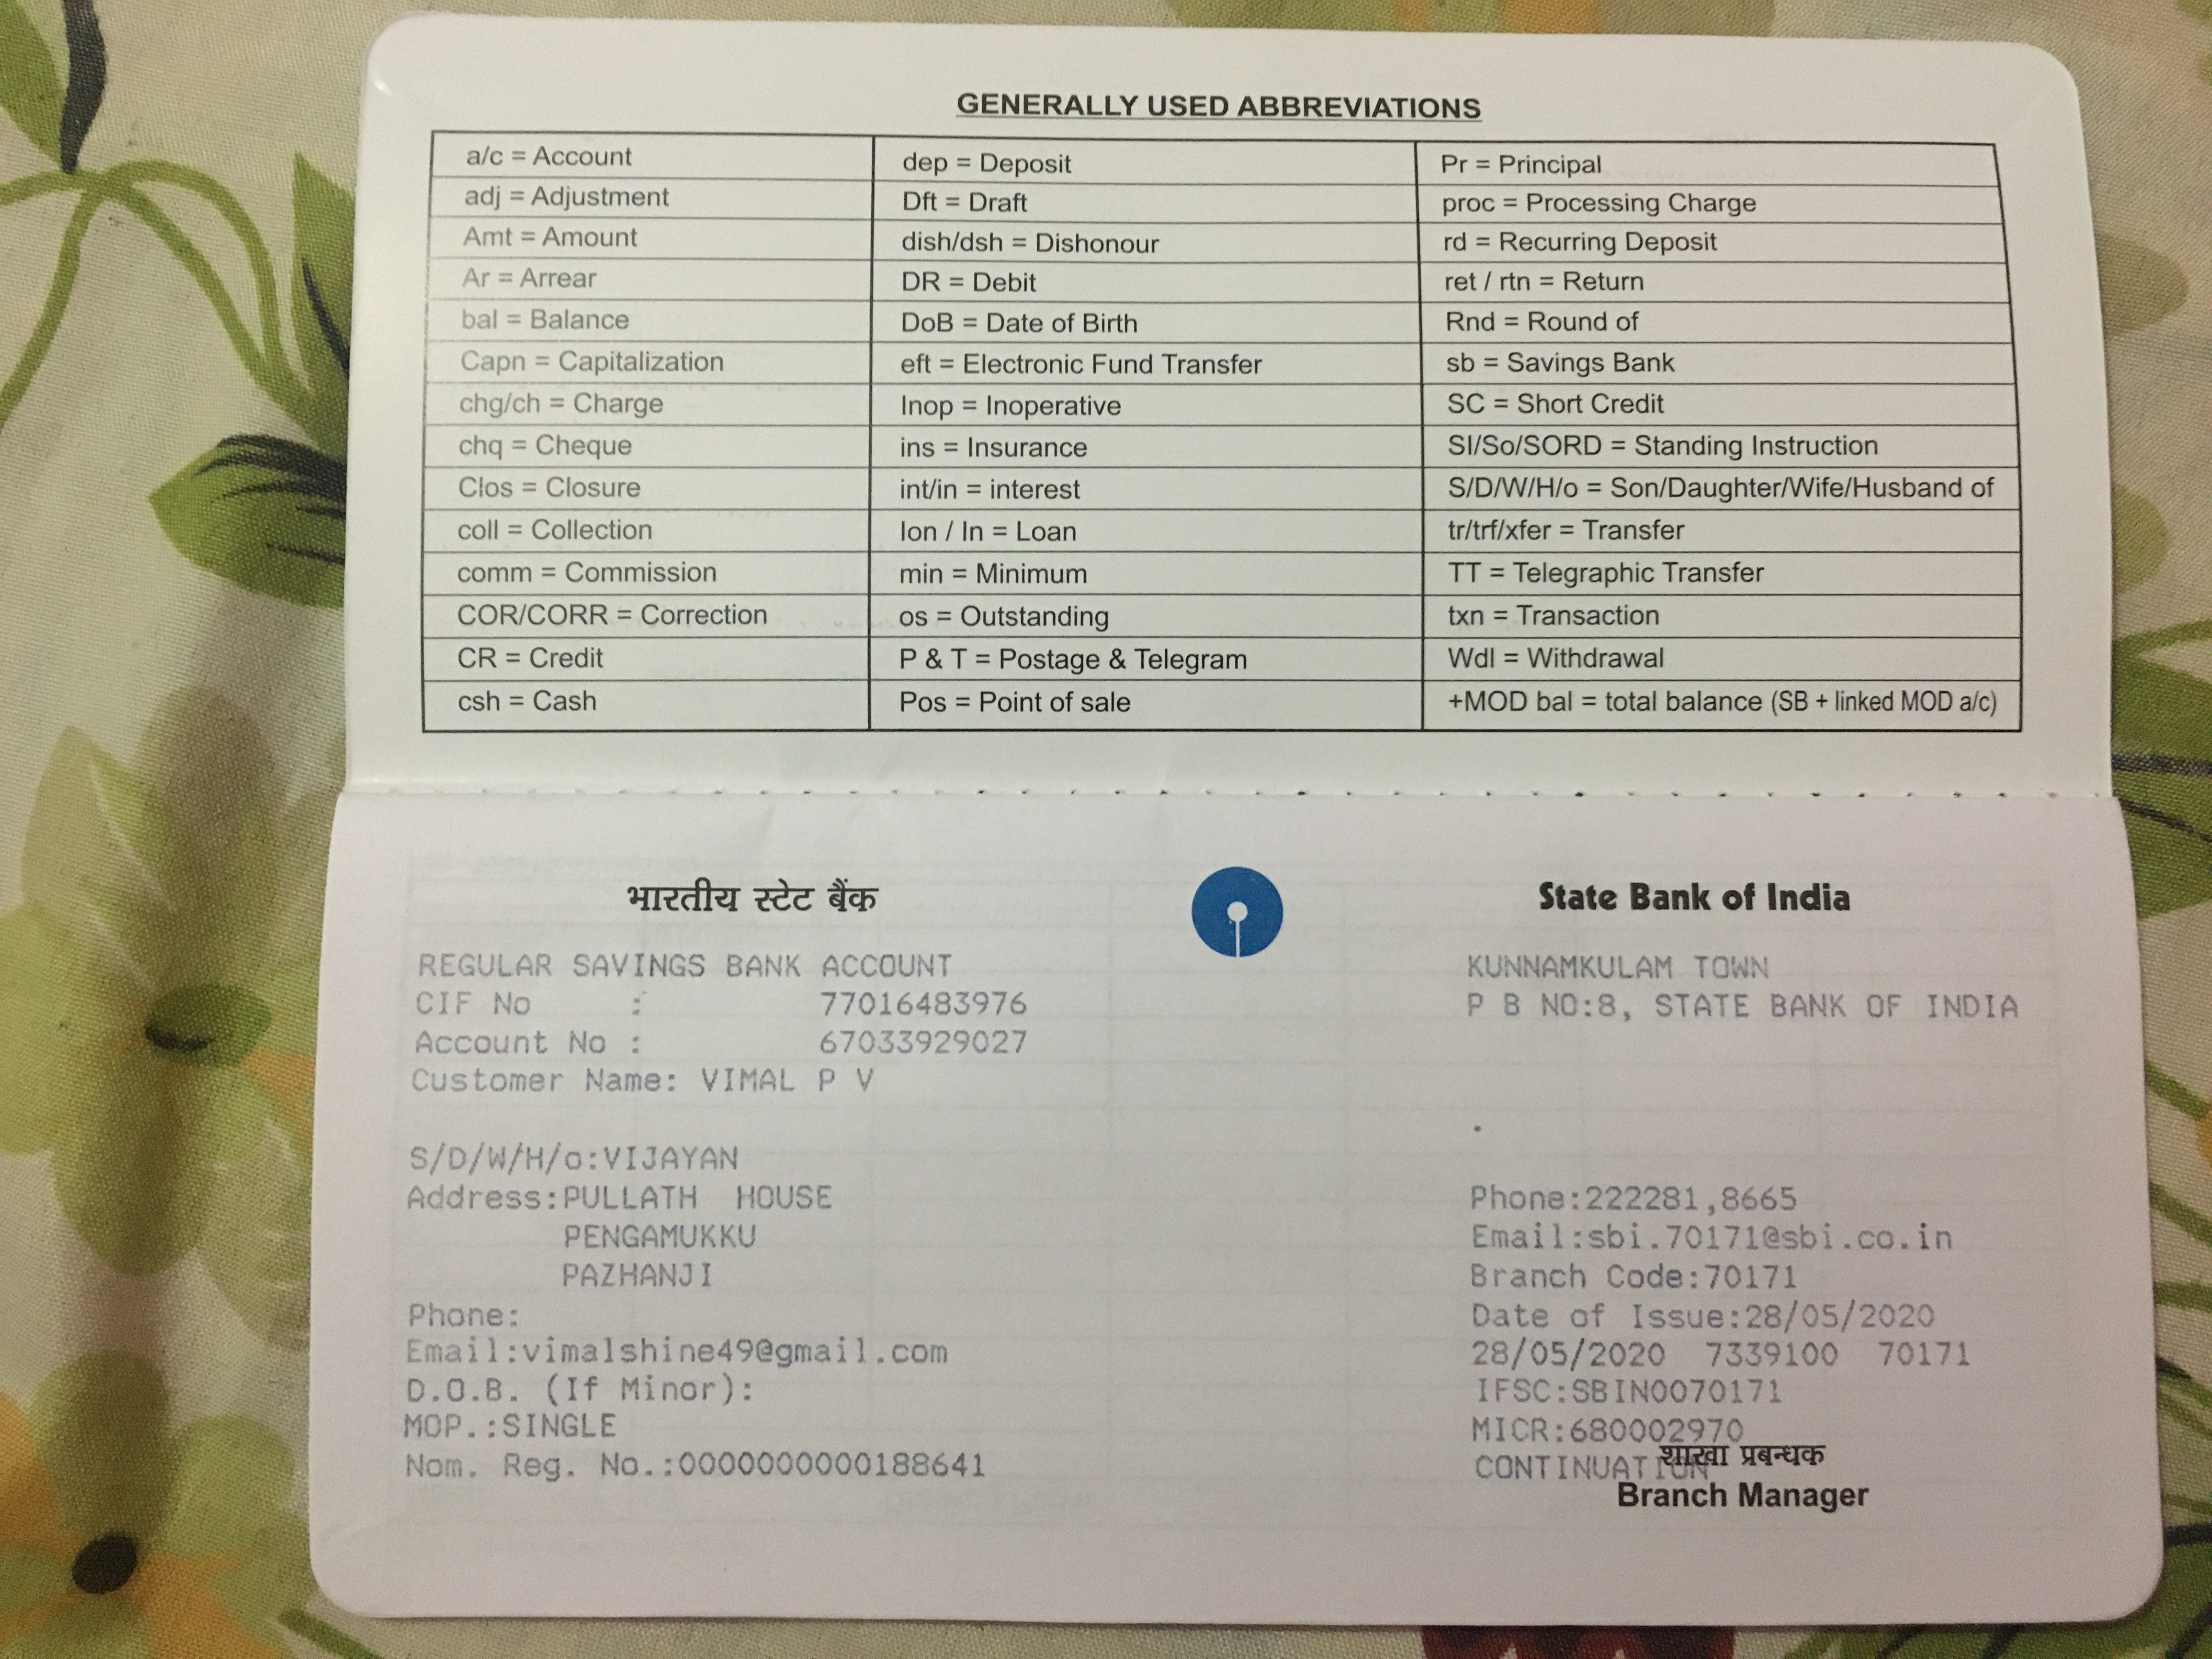 GENERALLY USED ABBREVIATIONS
a/c = Account dep = Deposit Pr = Principal
adj = Adjustment Dft = Draft proc = Processing Charge
Amt = Amount dish/dsh = Dishonour rd = Recurring Deposit
Ar = Arrear DR = Debit ret / rtn = Return
bal = Balance DoB = Date of Birth Rnd = Round of
Capn = Capitalization eft = Electronic Fund Transfer sb = Savings Bank
chg/ch = Charge Inop = Inoperative SC = Short Credit
chq = Cheque ins = Insurance SI/So/SORD = Standing Instruction
Clos = Closure int/in = interest S/D/W/H/o = Son/Daughter/Wife/Husband of
coll = Collection lon / ln = Loan tr/trf/xfer = Transfer
comm = Commission min = Minimum TT = Telegraphic Transfer
COR/CORR = Correction os = Outstanding txn = Transaction
CR = Credit P & T = Postage & Telegram Wdl = Withdrawal
csh = Cash Pos = Point of sale +MOD bal = total balance (SB + linked MOD a/c)
भारतीय स्टेट बैंक State Bank of India
REGULAR SAVINGS BANK ACCOUNT KUNNAMKULAM TOWN
CIF No : 77016483976 P B NO:8, STATE BANK OF INDIA
Account No : 67033929027
Customer Name: VIMAL P V
S/D/W/H/o:VIJAYAN
Address:PULLATH HOUSE Phone:222281,8665
PENGAMUKKU Email:sbi.70171@sbi.co.in
PAZHANJI Branch Code:70171
Phone: Date of Issue:28/05/2020
Email:vimalshine49@gmail.com 28/05/2020 7339100 70171
D.O.B. (If Minor): IFSC:SBIN0070171
MOP.:SINGLE MICR:680002970
Nom. Reg. No.:0000000000188641 CONTINUATION
शाखा प्रबन्धक
Branch Manager